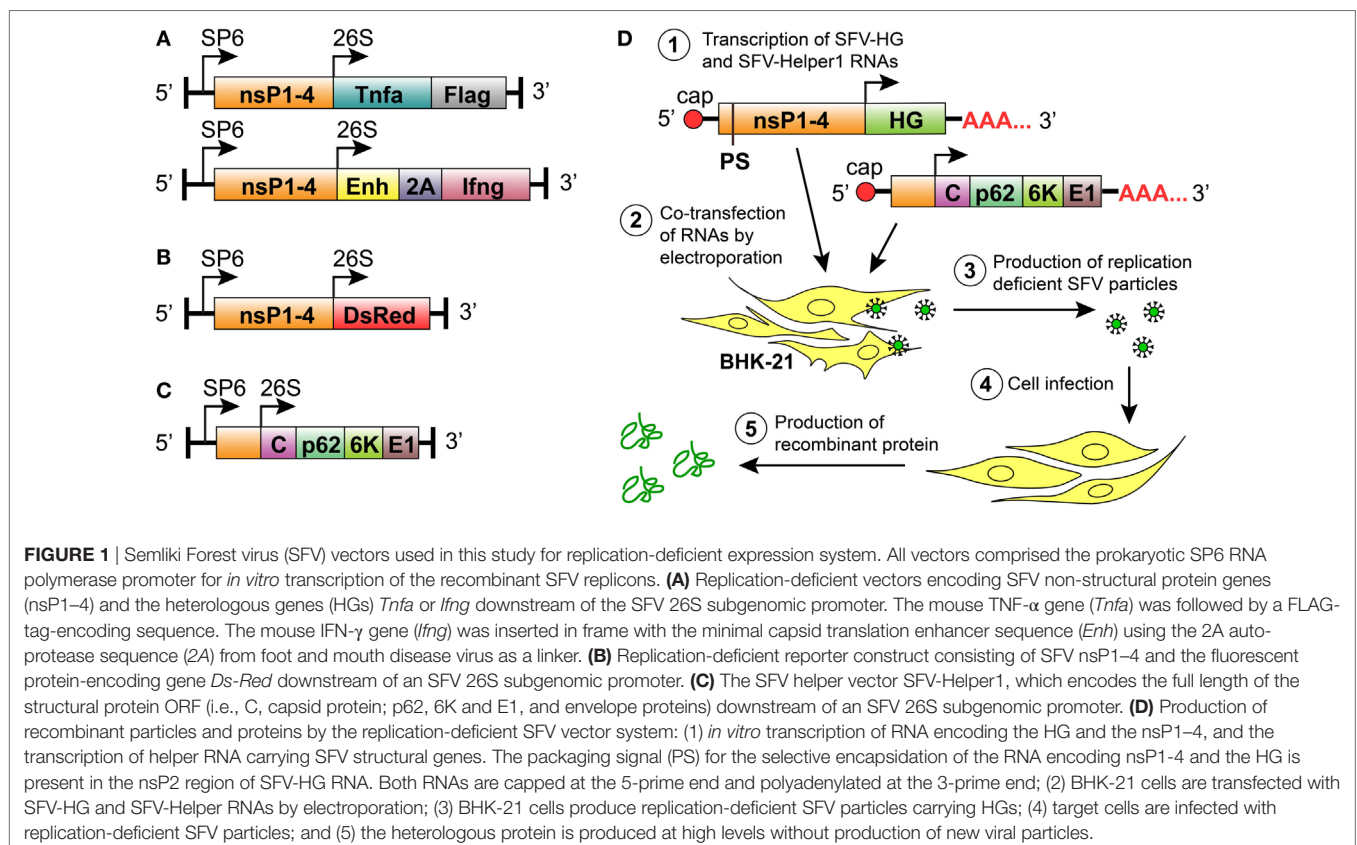 A
SP6
26S
5’
nsP1-4
Tnfa
Flag
3’
SP6
26S
5’
nsP1-4
Enh
2A
Ifng
3’
B
SP6
26S
5’
nsP1-4
DsRed
3’
C
SP6
26S
5’
C
p62
6K
E1
3’
D
1
Transcription of SFV-HG
and SFV-Helper1 RNAs
cap
5’
nsP1-4
HG
AAA...
3’
PS
cap
5’
C
p62
6K
E1
AAA...
3’
2
Co-transfection
of RNAs by
electroporation
BHK-21
3
Production of replication
deficient SFV particles
4
Cell infection
5
Production of
recombinant protein
FIGURE 1 | Semliki Forest virus (SFV) vectors used in this study for replication-deficient expression system. All vectors comprised the prokaryotic SP6 RNA
polymerase promoter for in vitro transcription of the recombinant SFV replicons. (A) Replication-deficient vectors encoding SFV non-structural protein genes
(nsP1–4) and the heterologous genes (HGs) Tnfa or Ifng downstream of the SFV 26S subgenomic promoter. The mouse TNF-α gene (Tnfa) was followed by a FLAG-
tag-encoding sequence. The mouse IFN-γ gene (Ifng) was inserted in frame with the minimal capsid translation enhancer sequence (Enh) using the 2A auto-
protease sequence (2A) from foot and mouth disease virus as a linker. (B) Replication-deficient reporter construct consisting of SFV nsP1–4 and the fluorescent
protein-encoding gene Ds-Red downstream of an SFV 26S subgenomic promoter. (C) The SFV helper vector SFV-Helper1, which encodes the full length of the
structural protein ORF (i.e., C, capsid protein; p62, 6K and E1, and envelope proteins) downstream of an SFV 26S subgenomic promoter. (D) Production of
recombinant particles and proteins by the replication-deficient SFV vector system: (1) in vitro transcription of RNA encoding the HG and the nsP1–4, and the
transcription of helper RNA carrying SFV structural genes. The packaging signal (PS) for the selective encapsidation of the RNA encoding nsP1-4 and the HG is
present in the nsP2 region of SFV-HG RNA. Both RNAs are capped at the 5-prime end and polyadenylated at the 3-prime end; (2) BHK-21 cells are transfected with
SFV-HG and SFV-Helper RNAs by electroporation; (3) BHK-21 cells produce replication-deficient SFV particles carrying HGs; (4) target cells are infected with
replication-deficient SFV particles; and (5) the heterologous protein is produced at high levels without production of new viral particles.